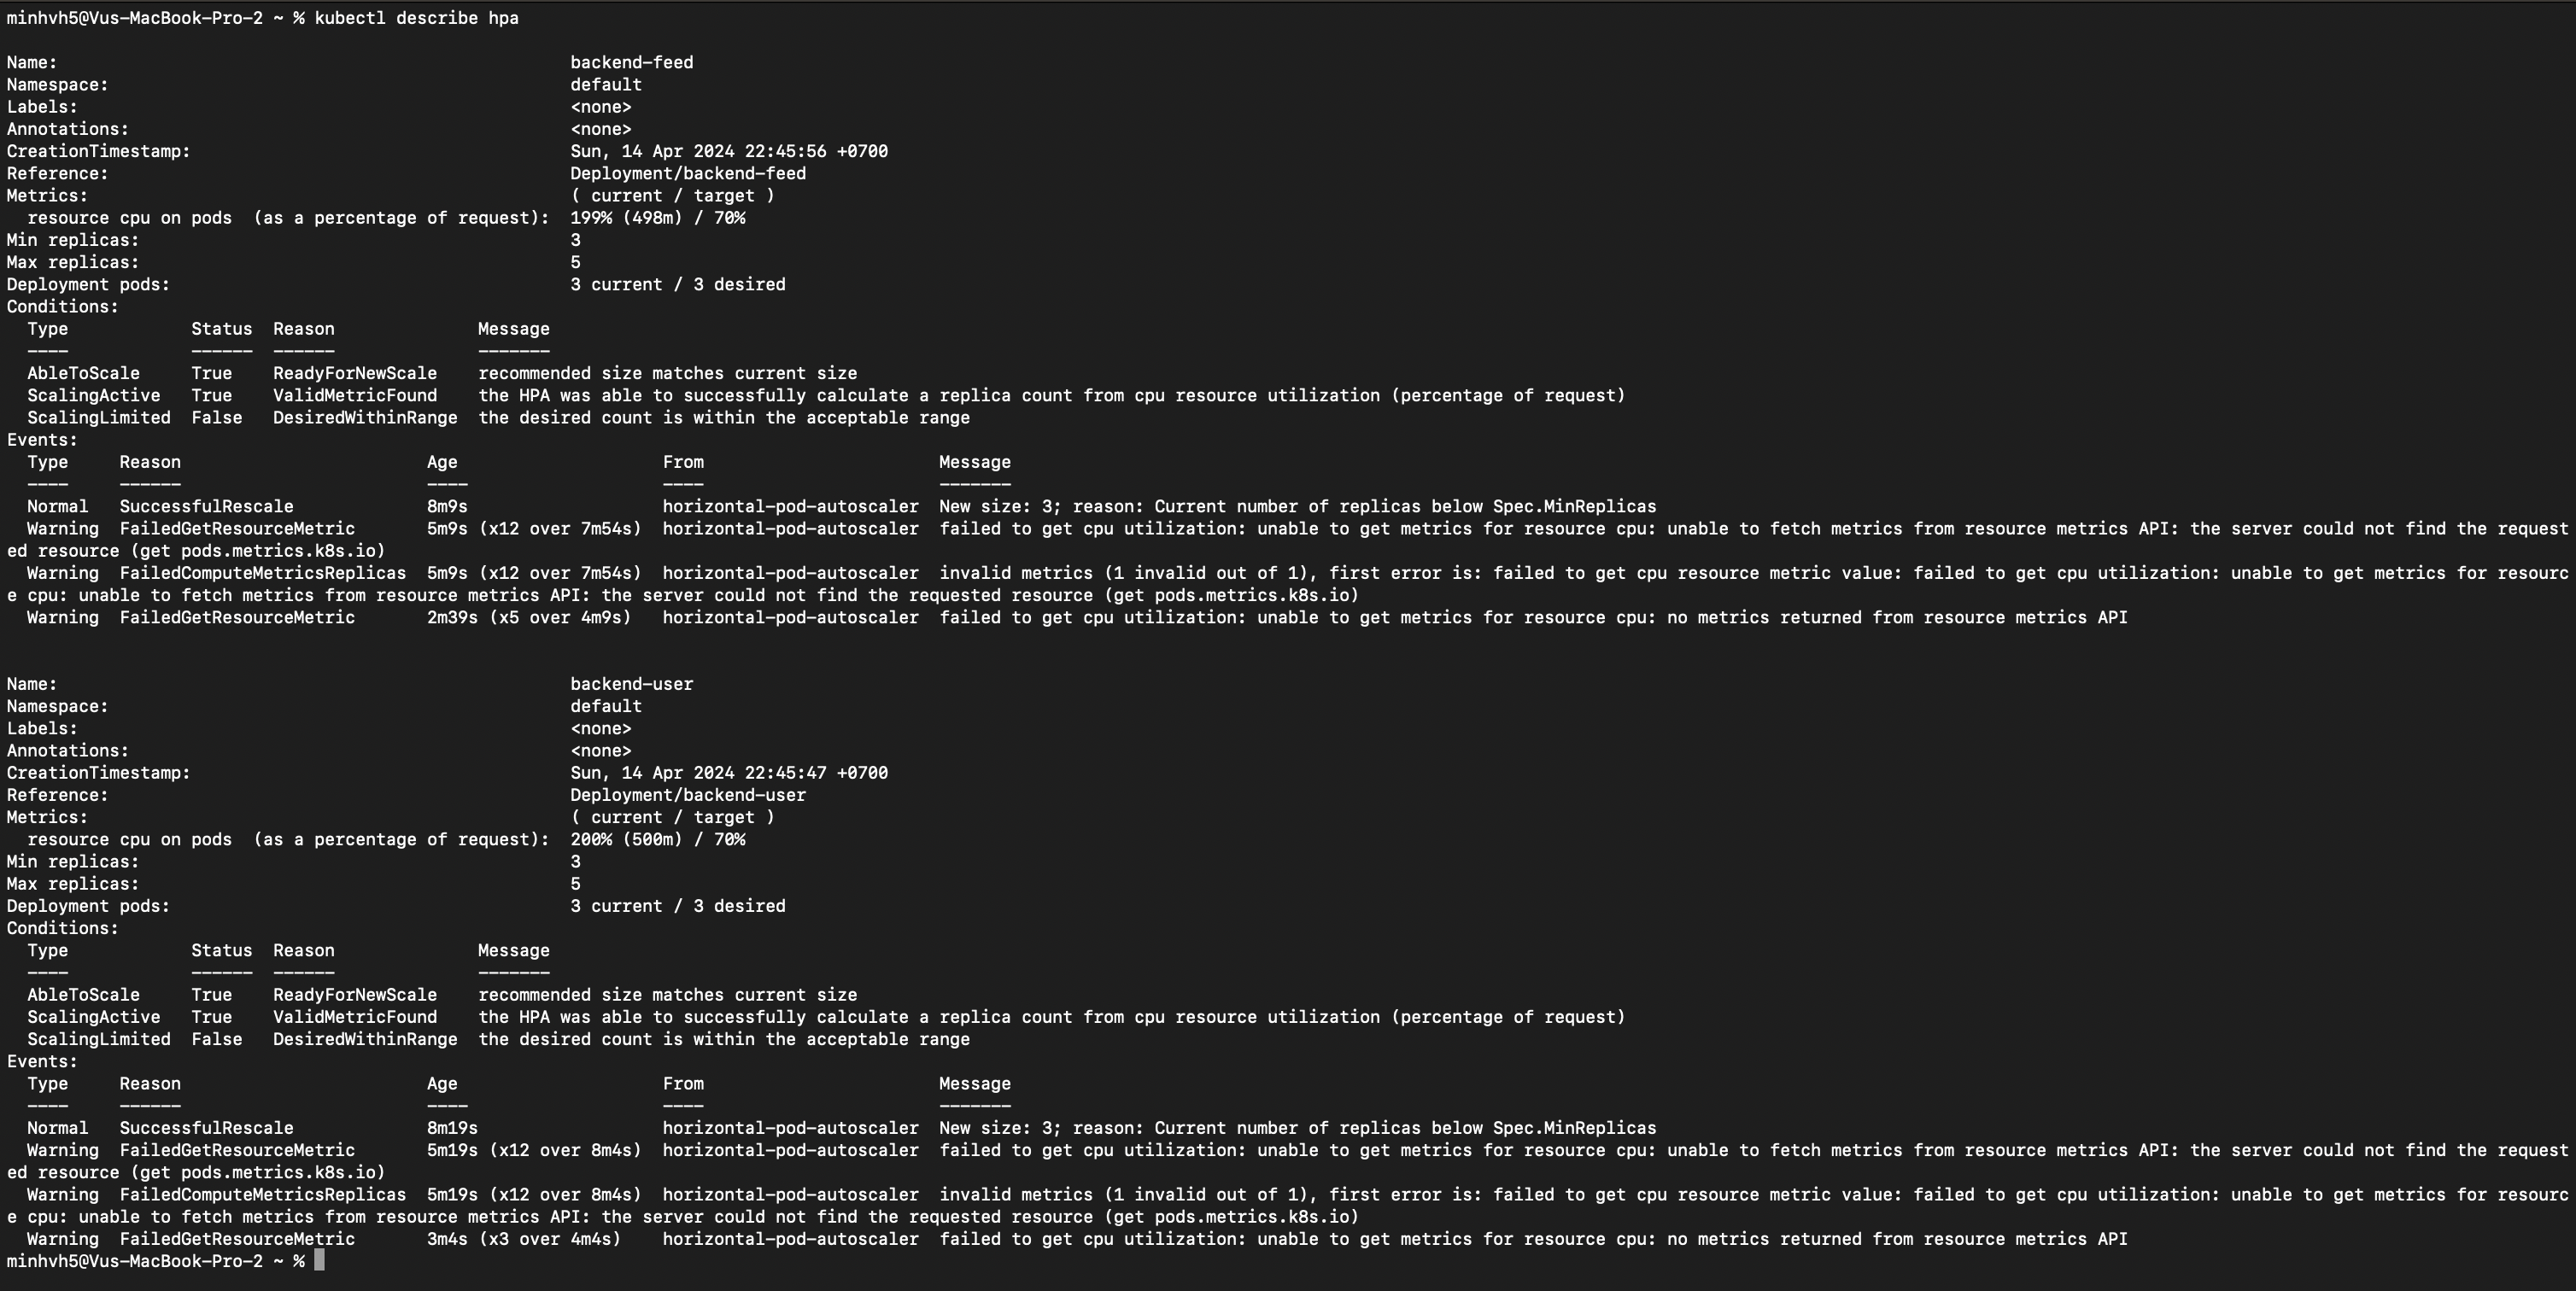 minhvh5@Vus-MacBook-Pro-2 ~ % kubectl describe hpa
Name:                                                  backend-feed
Namespace:                                             default
Labels:                                                <none>
Annotations:                                           <none>
CreationTimestamp:                                     Sun, 14 Apr 2024 22:45:56 +0700
Reference:                                             Deployment/backend-feed
Metrics:                                               ( current / target )
  resource cpu on pods  (as a percentage of request):  199% (498m) / 70%
Min replicas:                                          3
Max replicas:                                          5
Deployment pods:                                       3 current / 3 desired
Conditions:
  Type            Status  Reason              Message
  ----            ------  ------              -------
  AbleToScale     True    ReadyForNewScale    recommended size matches current size
  ScalingActive   True    ValidMetricFound    the HPA was able to successfully calculate a replica count from cpu resource utilization (percentage of request)
  ScalingLimited  False   DesiredWithinRange  the desired count is within the acceptable range
Events:
  Type     Reason                        Age                   From                       Message
  ----     ------                        ----                  ----                       -------
  Normal   SuccessfulRescale             8m9s                  horizontal-pod-autoscaler  New size: 3; reason: Current number of replicas below Spec.MinReplicas
  Warning  FailedGetResourceMetric       5m9s (x12 over 7m54s)  horizontal-pod-autoscaler  failed to get cpu utilization: unable to get metrics for resource cpu: unable to fetch metrics from resource metrics API: the server could not find the request
ed resource (get pods.metrics.k8s.io)
  Warning  FailedComputeMetricsReplicas  5m9s (x12 over 7m54s)  horizontal-pod-autoscaler  invalid metrics (1 invalid out of 1), first error is: failed to get cpu resource metric value: failed to get cpu utilization: unable to get metrics for resourc
e cpu: unable to fetch metrics from resource metrics API: the server could not find the requested resource (get pods.metrics.k8s.io)
  Warning  FailedGetResourceMetric       2m39s (x5 over 4m9s)   horizontal-pod-autoscaler  failed to get cpu utilization: unable to get metrics for resource cpu: no metrics returned from resource metrics API
Name:                                                  backend-user
Namespace:                                             default
Labels:                                                <none>
Annotations:                                           <none>
CreationTimestamp:                                     Sun, 14 Apr 2024 22:45:47 +0700
Reference:                                             Deployment/backend-user
Metrics:                                               ( current / target )
  resource cpu on pods  (as a percentage of request):  200% (500m) / 70%
Min replicas:                                          3
Max replicas:                                          5
Deployment pods:                                       3 current / 3 desired
Conditions:
  Type            Status  Reason              Message
  ----            ------  ------              -------
  AbleToScale     True    ReadyForNewScale    recommended size matches current size
  ScalingActive   True    ValidMetricFound    the HPA was able to successfully calculate a replica count from cpu resource utilization (percentage of request)
  ScalingLimited  False   DesiredWithinRange  the desired count is within the acceptable range
Events:
  Type     Reason                        Age                   From                       Message
  ----     ------                        ----                  ----                       -------
  Normal   SuccessfulRescale             8m19s                 horizontal-pod-autoscaler  New size: 3; reason: Current number of replicas below Spec.MinReplicas
  Warning  FailedGetResourceMetric       5m19s (x12 over 8m4s)  horizontal-pod-autoscaler  failed to get cpu utilization: unable to get metrics for resource cpu: unable to fetch metrics from resource metrics API: the server could not find the request
ed resource (get pods.metrics.k8s.io)
  Warning  FailedComputeMetricsReplicas  5m19s (x12 over 8m4s)  horizontal-pod-autoscaler  invalid metrics (1 invalid out of 1), first error is: failed to get cpu resource metric value: failed to get cpu utilization: unable to get metrics for resourc
e cpu: unable to fetch metrics from resource metrics API: the server could not find the requested resource (get pods.metrics.k8s.io)
  Warning  FailedGetResourceMetric       3m4s (x3 over 4m4s)    horizontal-pod-autoscaler  failed to get cpu utilization: unable to get metrics for resource cpu: no metrics returned from resource metrics API
minhvh5@Vus-MacBook-Pro-2 ~ %